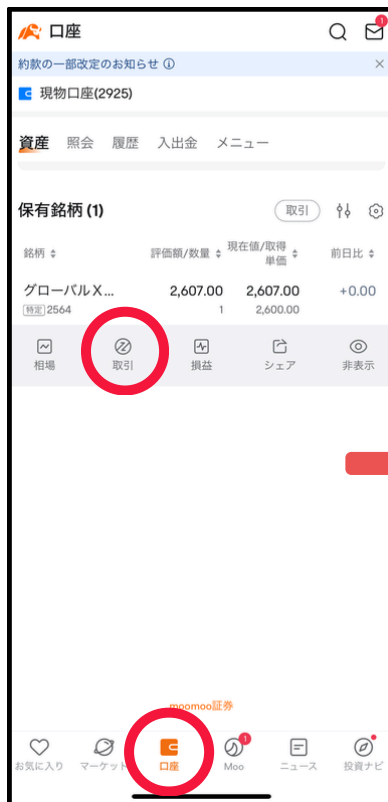 口座
1
約款の一部改定のお知らせ
×
現物口座(2925)
資産 照会 履歴 入出金 メニュー
保有銘柄 (1)
取引
銘柄 評価額/数量 現在値/取得単価 前日比
グローバルX... 2,607.00 2,607.00 +0.00
特定 2564 1 2,600.00
相場 取引 損益 シェア 非表示
moomoo証券
1
お気に入り マーケット 口座 Moo ニュース 投資ナビ